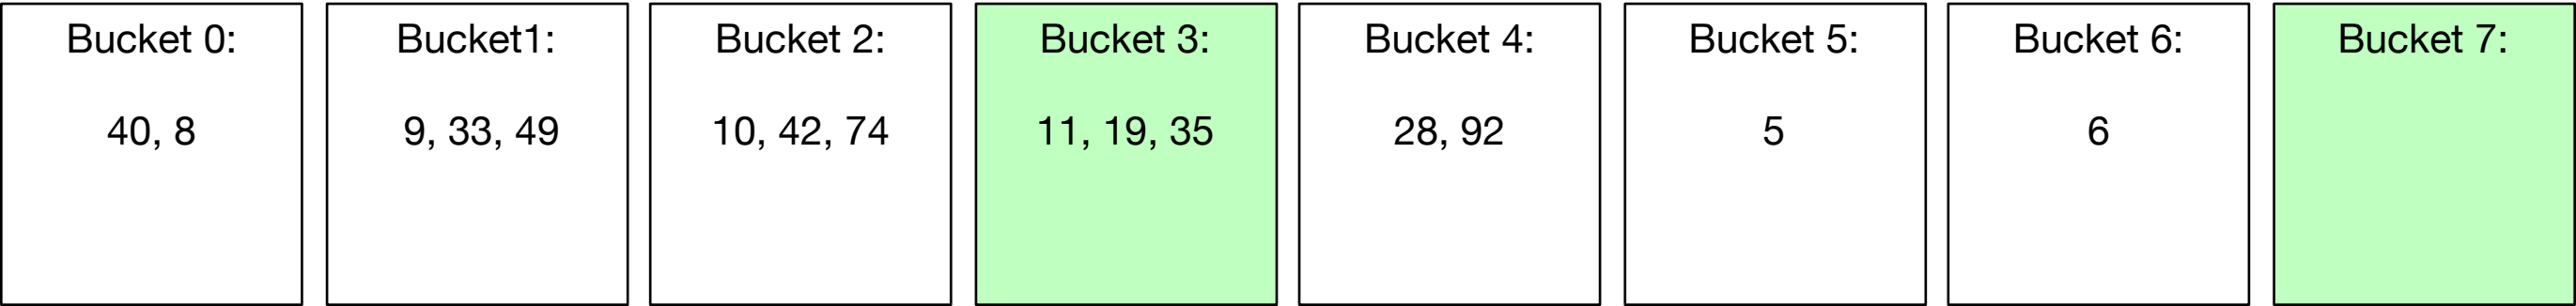 Bucket 0:
40, 8
Bucket1:
9, 33, 49
Bucket 2:
10, 42, 74
Bucket 3:
11, 19, 35
Bucket 4:
28, 92
Bucket 5:
5
Bucket 6:
6
Bucket 7: